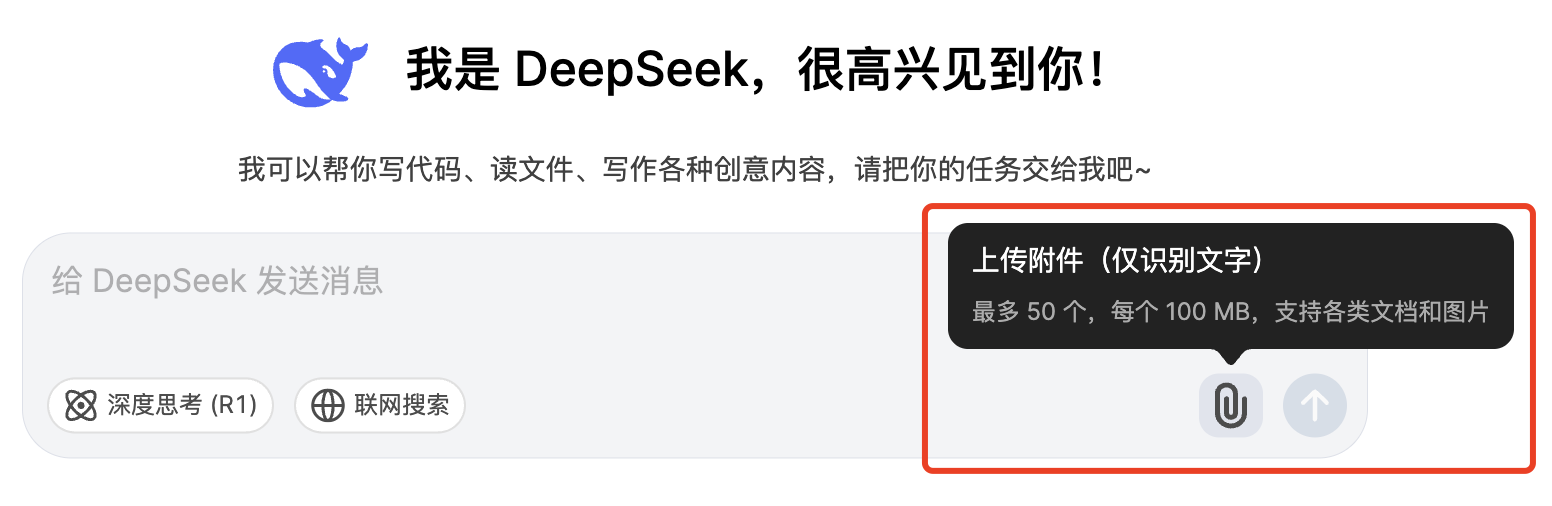 我是 DeepSeek，很高兴见到你！
我可以帮你写代码、读文件、写作各种创意内容，请把你的任务交给我吧~
上传附件（仅识别文字）
最多 50 个，每个 100 MB，支持各类文档和图片
给 DeepSeek 发送消息
深度思考 (R1)
联网搜索